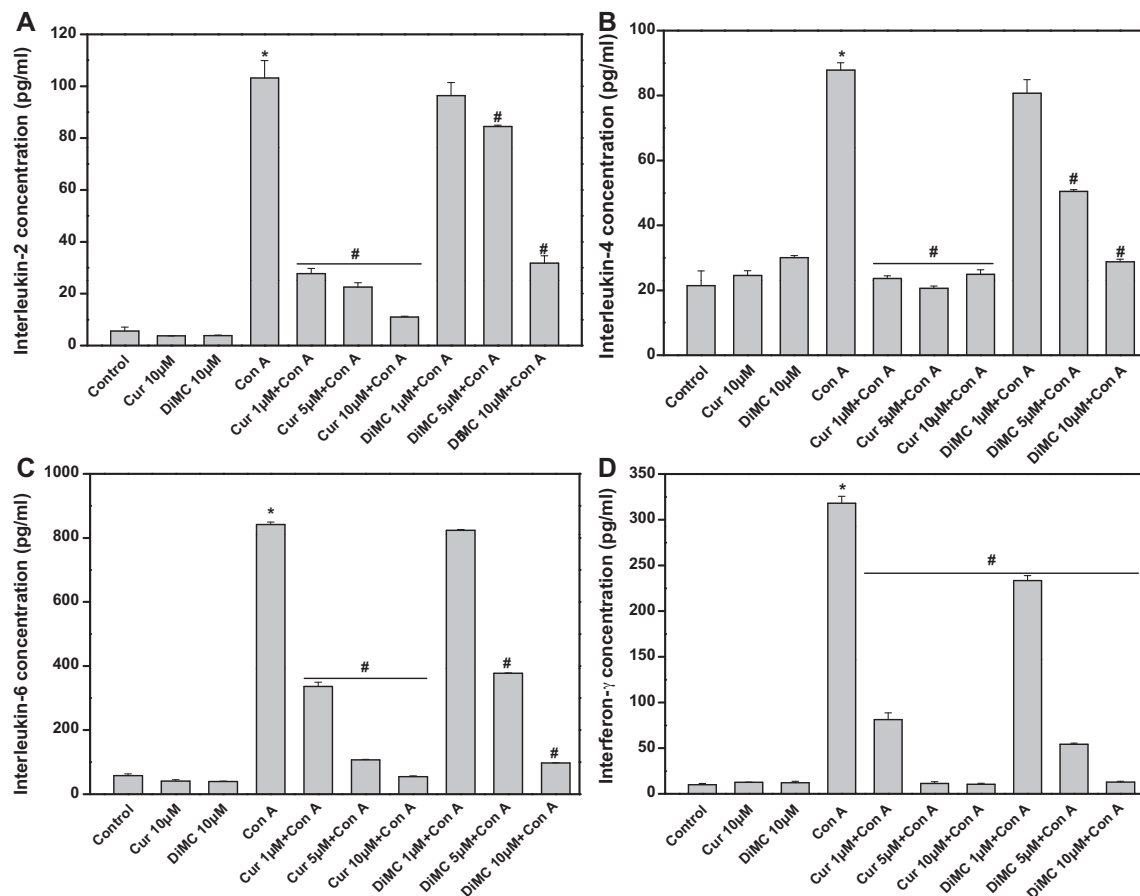 A
Interleukin-2 concentration (pg/ml)
120
100
80
60
40
20
0
*
#
#
#
Control
Cur 10μM
DiMC 10μM
Con A
Cur 1μM+Con A
Cur 5μM+Con A
Cur 10μM+Con A
DiMC 1μM+Con A
DiMC 5μM+Con A
DiMC 10μM+Con A
B
Interleukin-4 concentration (pg/ml)
100
80
60
40
20
0
*
#
#
#
Control
Cur 10μM
DiMC 10μM
Con A
Cur 1μM+Con A
Cur 5μM+Con A
Cur 10μM+Con A
DiMC 1μM+Con A
DiMC 5μM+Con A
DiMC 10μM+Con A
C
Interleukin-6 concentration (pg/ml)
1000
800
600
400
200
0
*
#
#
#
Control
Cur 10μM
DiMC 10μM
Con A
Cur 1μM+Con A
Cur 5μM+Con A
Cur 10μM+Con A
DiMC 1μM+Con A
DiMC 5μM+Con A
DiMC 10μM+Con A
D
Interferon-γ concentration (pg/ml)
350
300
250
200
150
100
50
0
*
#
Control
Cur 10μM
DiMC 10μM
Con A
Cur 1μM+Con A
Cur 5μM+Con A
Cur 10μM+Con A
DiMC 1μM+Con A
DiMC 5μM+Con A
DiMC 10μM+Con A